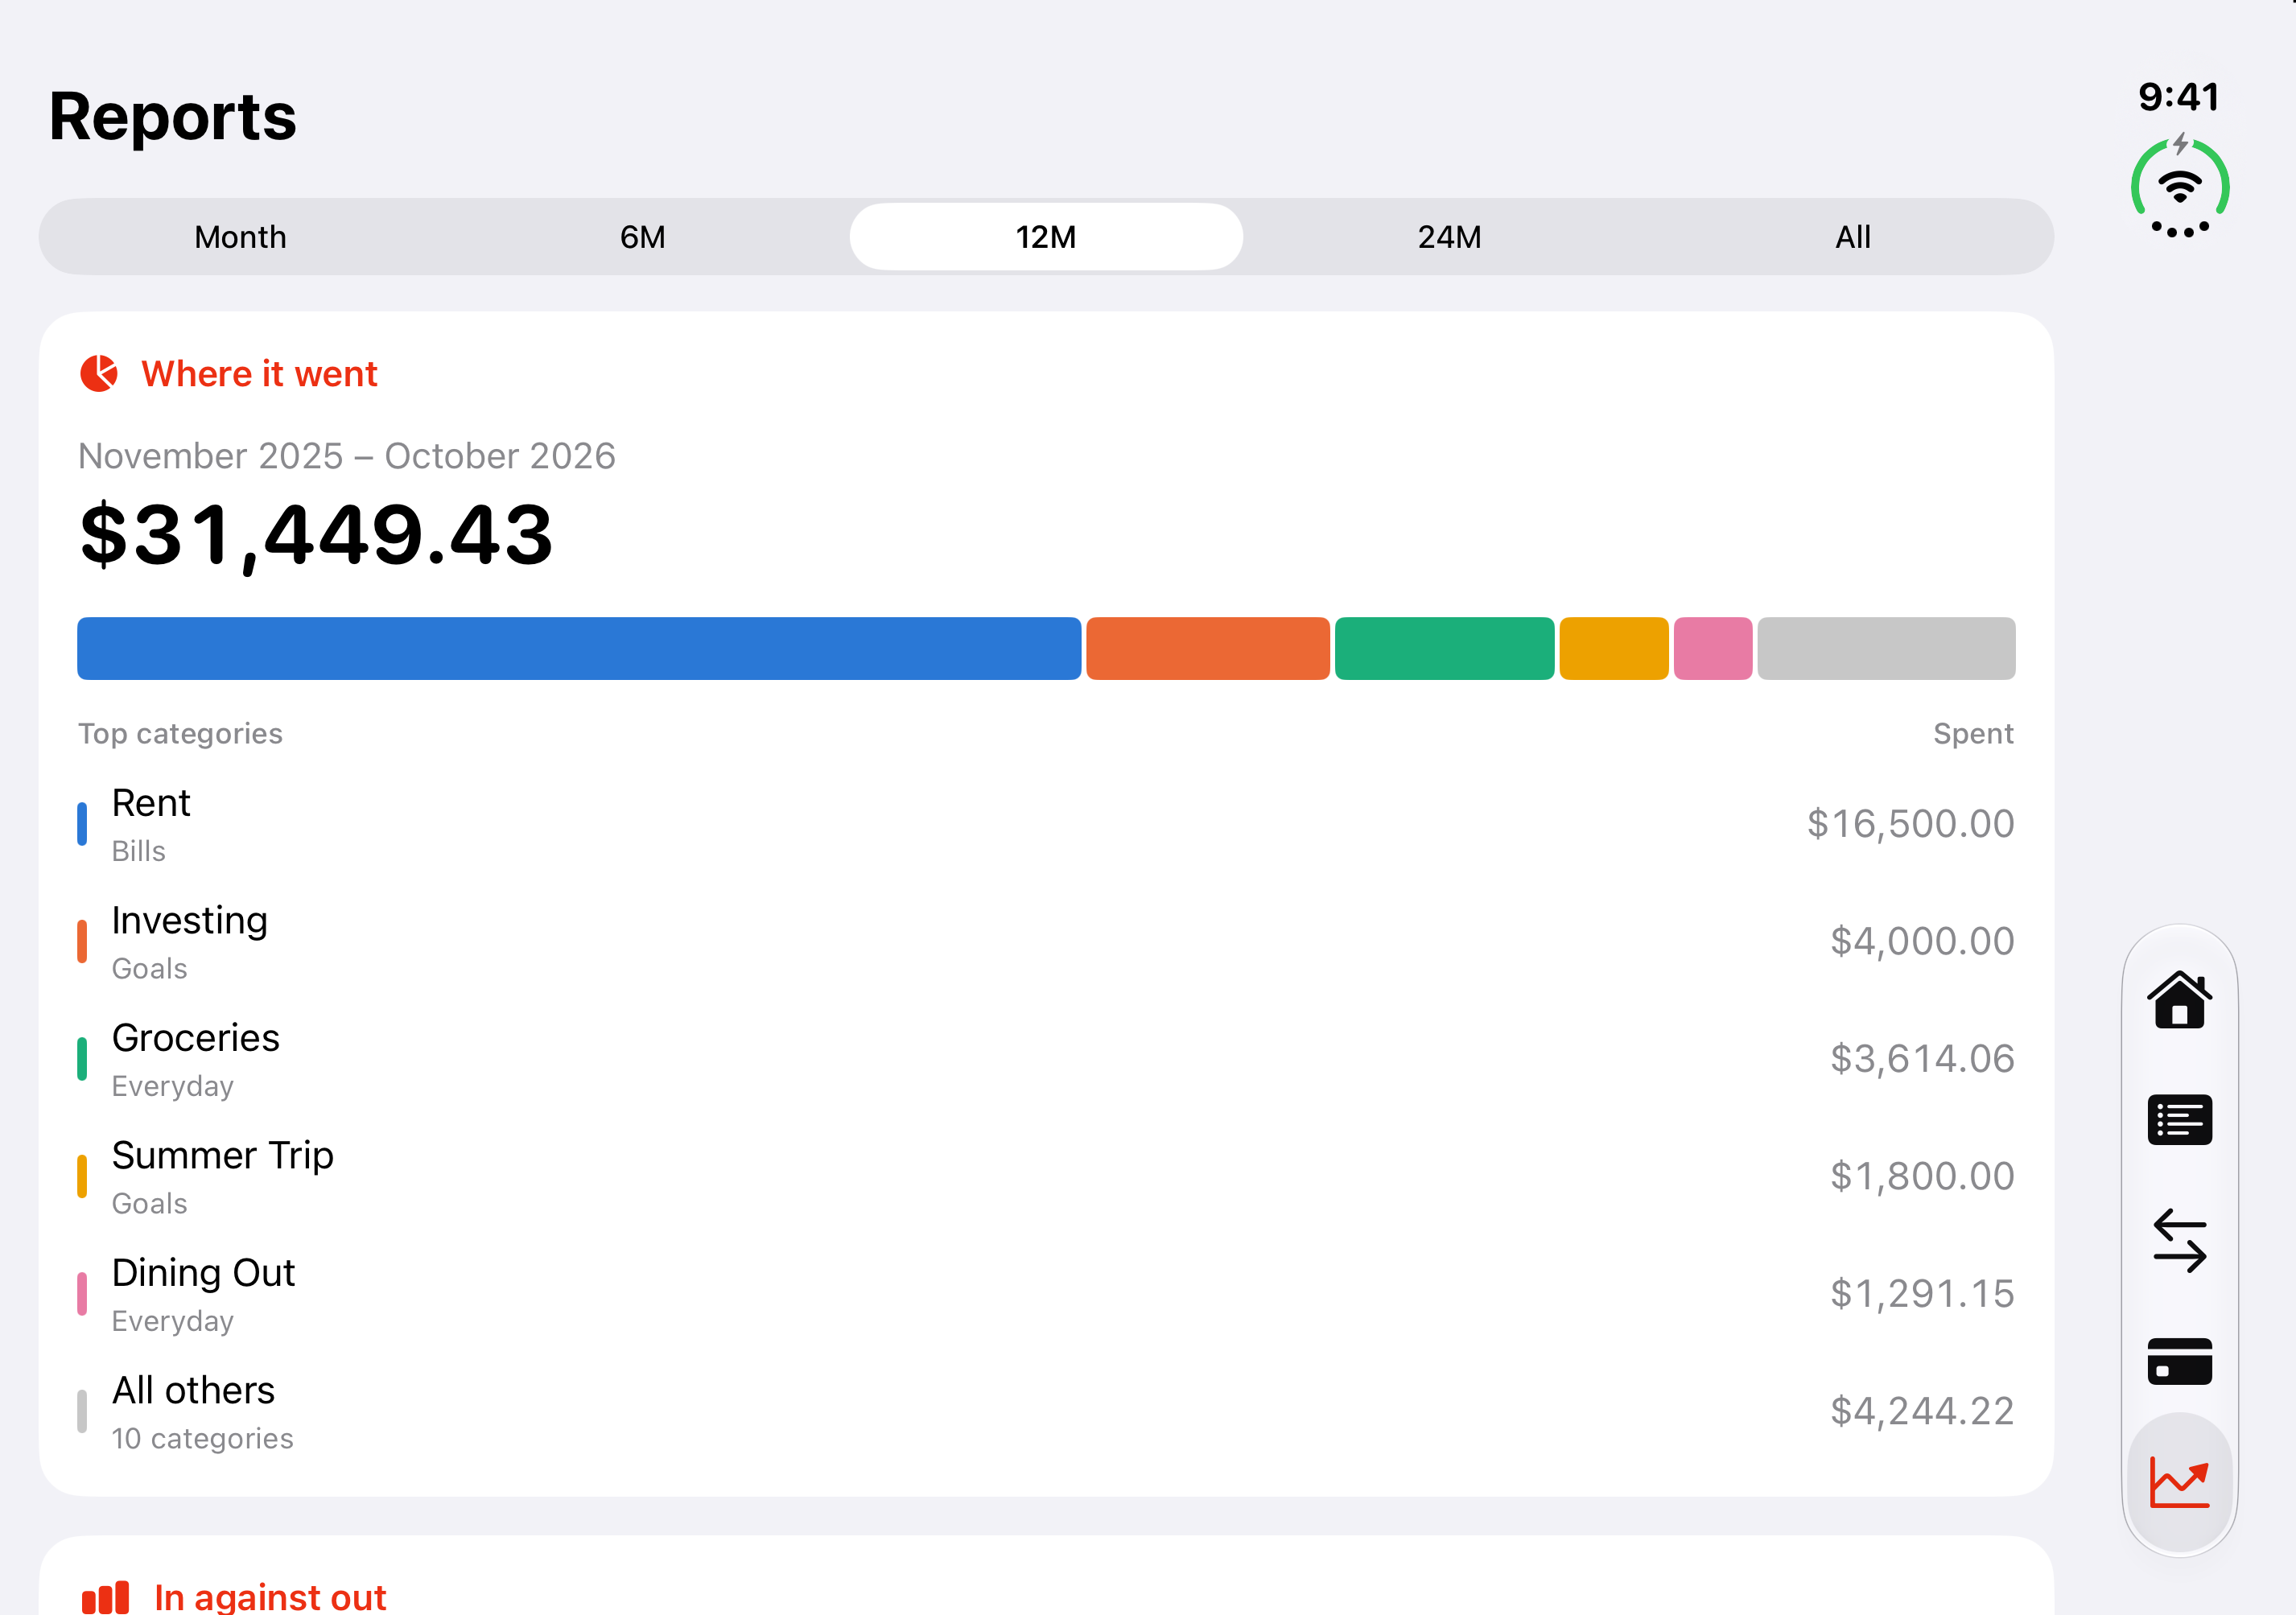 Reports
9:41
Month 6M 12M 24M All
Where it went
November 2025 – October 2026
$31,449.43
Top categories Spent
Rent
Bills
$16,500.00
Investing
Goals
$4,000.00
Groceries
Everyday
$3,614.06
Summer Trip
Goals
$1,800.00
Dining Out
Everyday
$1,291.15
All others
10 categories
$4,244.22
In against out